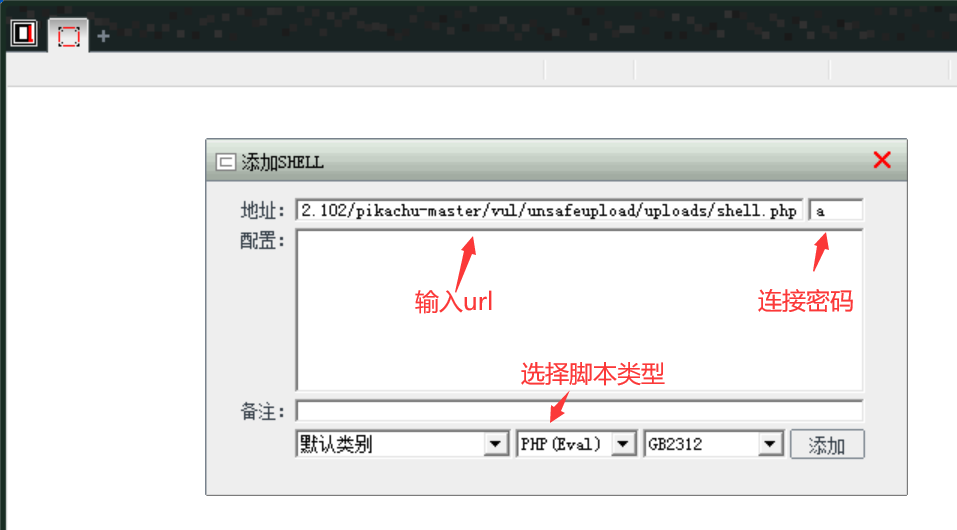 添加SHELL
地址: 2.102/pikachu-master/vul/unsafeupload/uploads/shell.php a
配置:
输入url
连接密码
选择脚本类型
备注:
默认类别 PHP(Eval) GB2312 添加